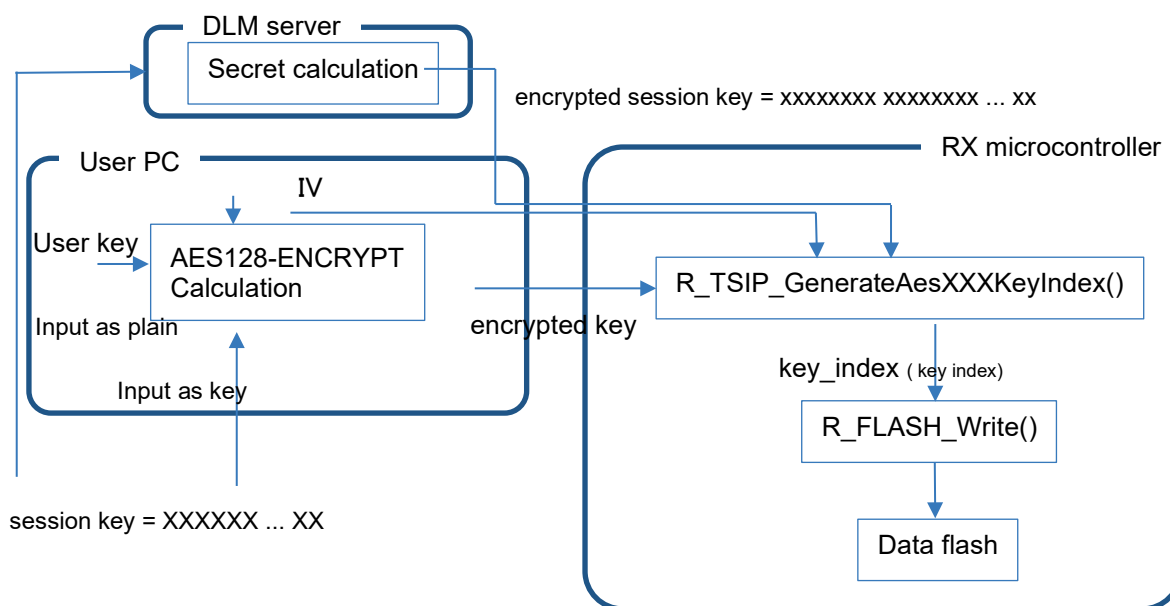 DLM server
Secret calculation
encrypted session key = xxxxxxxx xxxxxxxx ... xx
User PC
RX microcontroller
IV
User key
AES128-ENCRYPT
Calculation
R_TSIP_GenerateAesXXXKeyIndex()
Input as plain
encrypted key
key_index ( key index)
Input as key
R_FLASH_Write()
session key = XXXXXX ... XX
Data flash